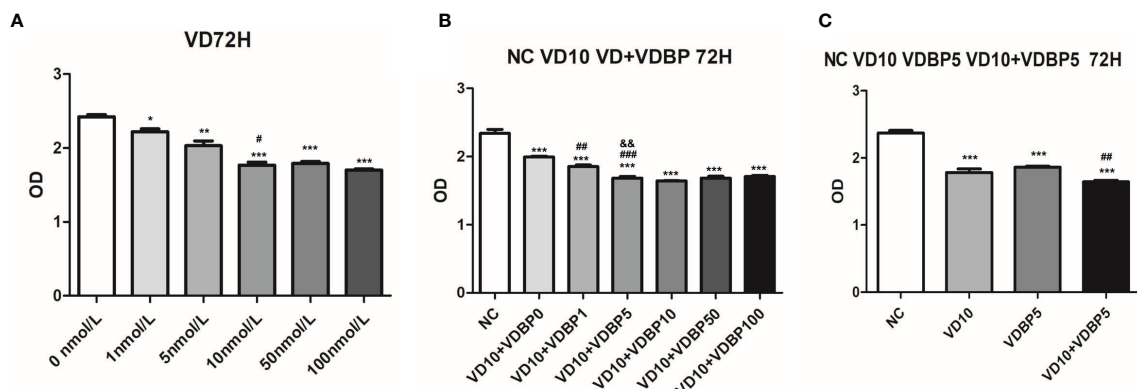 A
VD72H
OD
3
2
1
0
*
**
#
***
***
***
0 nmol/L
1nmol/L
5nmol/L
10nmol/L
50nmol/L
100nmol/L
B
NC VD10 VD+VDBP 72H
OD
3
2
1
0
***
##
***
&&
###
***
***
***
***
NC
VD10+VDBP0
VD10+VDBP1
VD10+VDBP5
VD10+VDBP10
VD10+VDBP50
VD10+VDBP100
C
NC VD10 VDBP5 VD10+VDBP5 72H
OD
3
2
1
0
***
***
##
***
NC
VD10
VDBP5
VD10+VDBP5